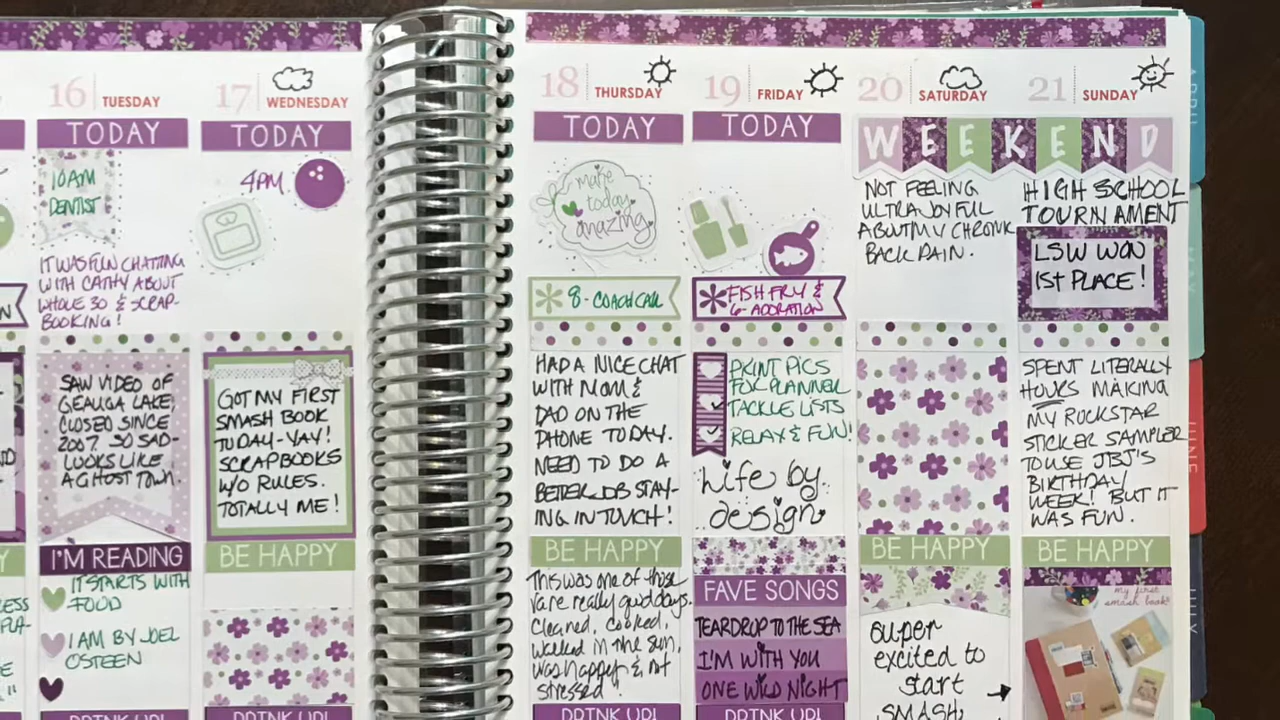 16 TUESDAY
TODAY
10AM
DENTIST
IT WAS FUN CHATTING
WITH CATHY ABOUT
WHOLE 30 & SCRAP-
BOOKING!
SAW VIDEO OF
GEAUGA LAKE,
CLOSED SINCE
2007. SO SAD-
LOOKS LIKE
A GHOST TOWN.
I'M READING
IT STARTS WITH
FOOD
I AM BY JOEL
OSTEEN
17 WEDNESDAY
TODAY
4PM
GOT MY FIRST
SMASH BOOK
TODAY-YAY!
SCRAPBOOKS
W/O RULES.
TOTALLY ME!
BE HAPPY
18 THURSDAY
TODAY
make
today
amazing
8-COACH CALL
HAD A NICE CHAT
WITH MOM &
DAD ON THE
PHONE TODAY.
NEED TO DO A
BETTER JOB STAY-
ING IN TOUCH!
BE HAPPY
This was one of those
rare really good days.
Cleaned, cooked,
walked in the sun,
was happy & not
stressed!
DRINK UP!
19 FRIDAY
TODAY
FISH FRY &
6-ADORATION
PRINT PICS
FOR PLANNER
TACKLE LISTS
RELAX & FUN!
Life by
design
FAVE SONGS
TEARDROP TO THE SEA
I'M WITH YOU
ONE WILD NIGHT
DRINK UP!
20 SATURDAY
21 SUNDAY
WEEKEND
NOT FEELING
ULTRA JOYFUL
ABOUT MY CHRONIC
BACK PAIN.
BE HAPPY
super
excited to
start
SMASH
HIGH SCHOOL
TOURNAMENT
LSW WON
1ST PLACE!
SPENT LITERALLY
HOURS MAKING
MY ROCKSTAR
STICKER SAMPLER
TO USE JBJ'S
BIRTHDAY
WEEK! BUT IT
WAS FUN.
BE HAPPY
my first
smash book!
APRIL
MAY
JUNE
JULY